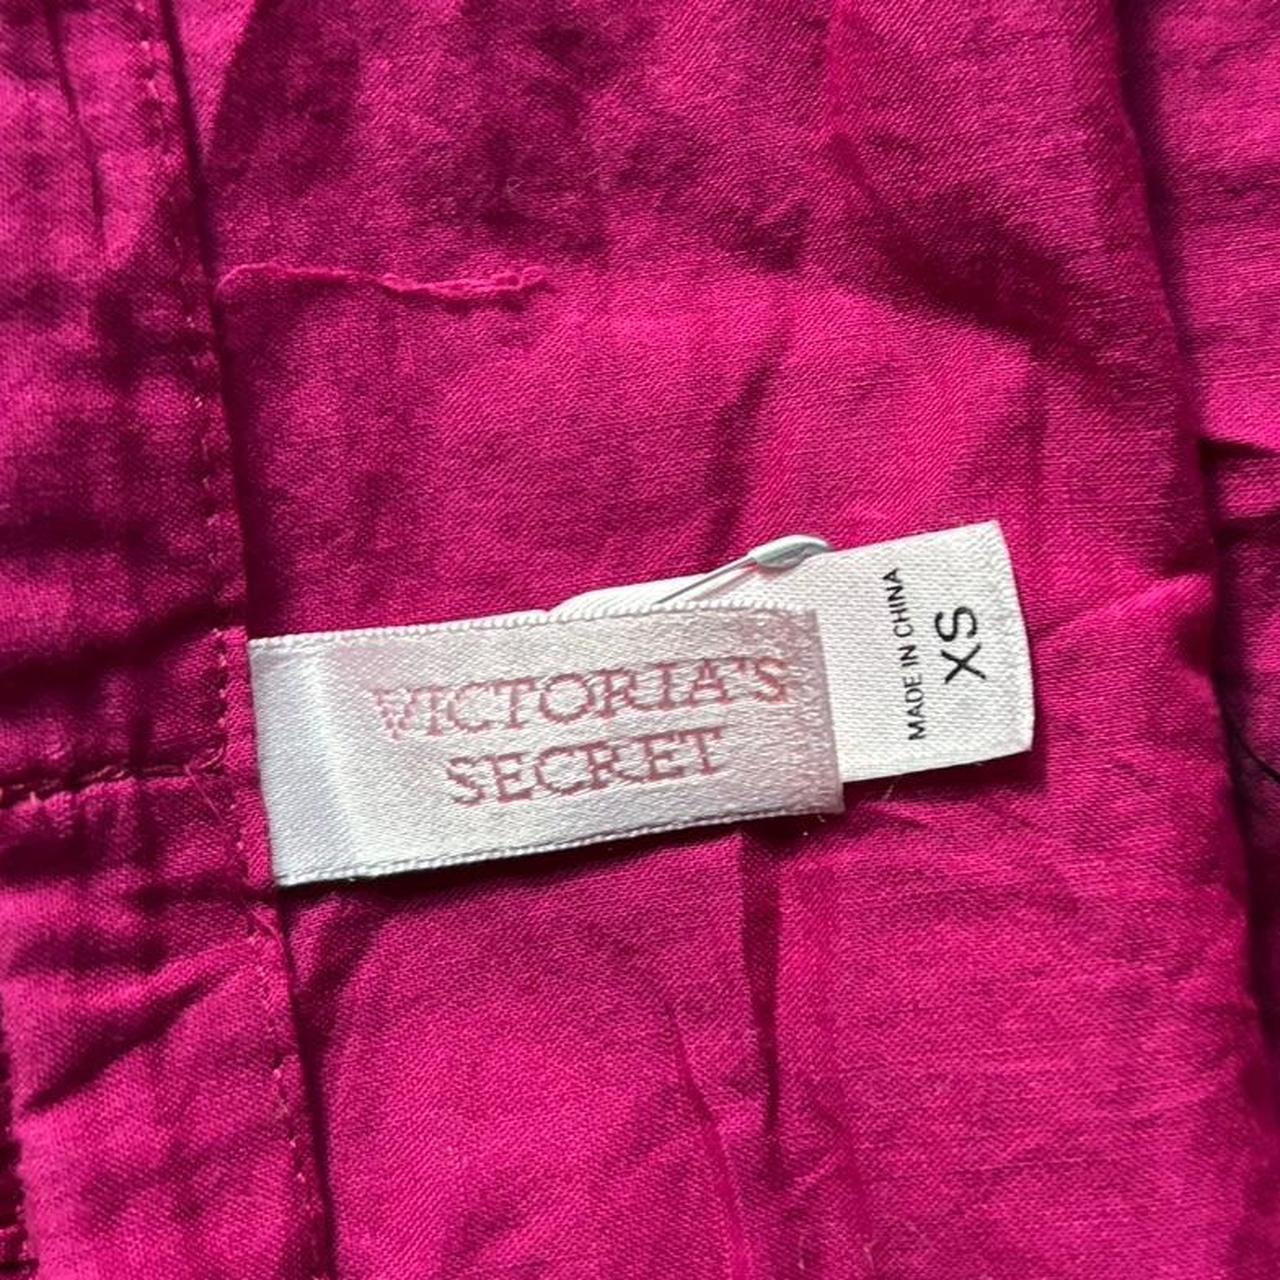 VICTORIA'S
SECRET
MADE IN CHINA
XS